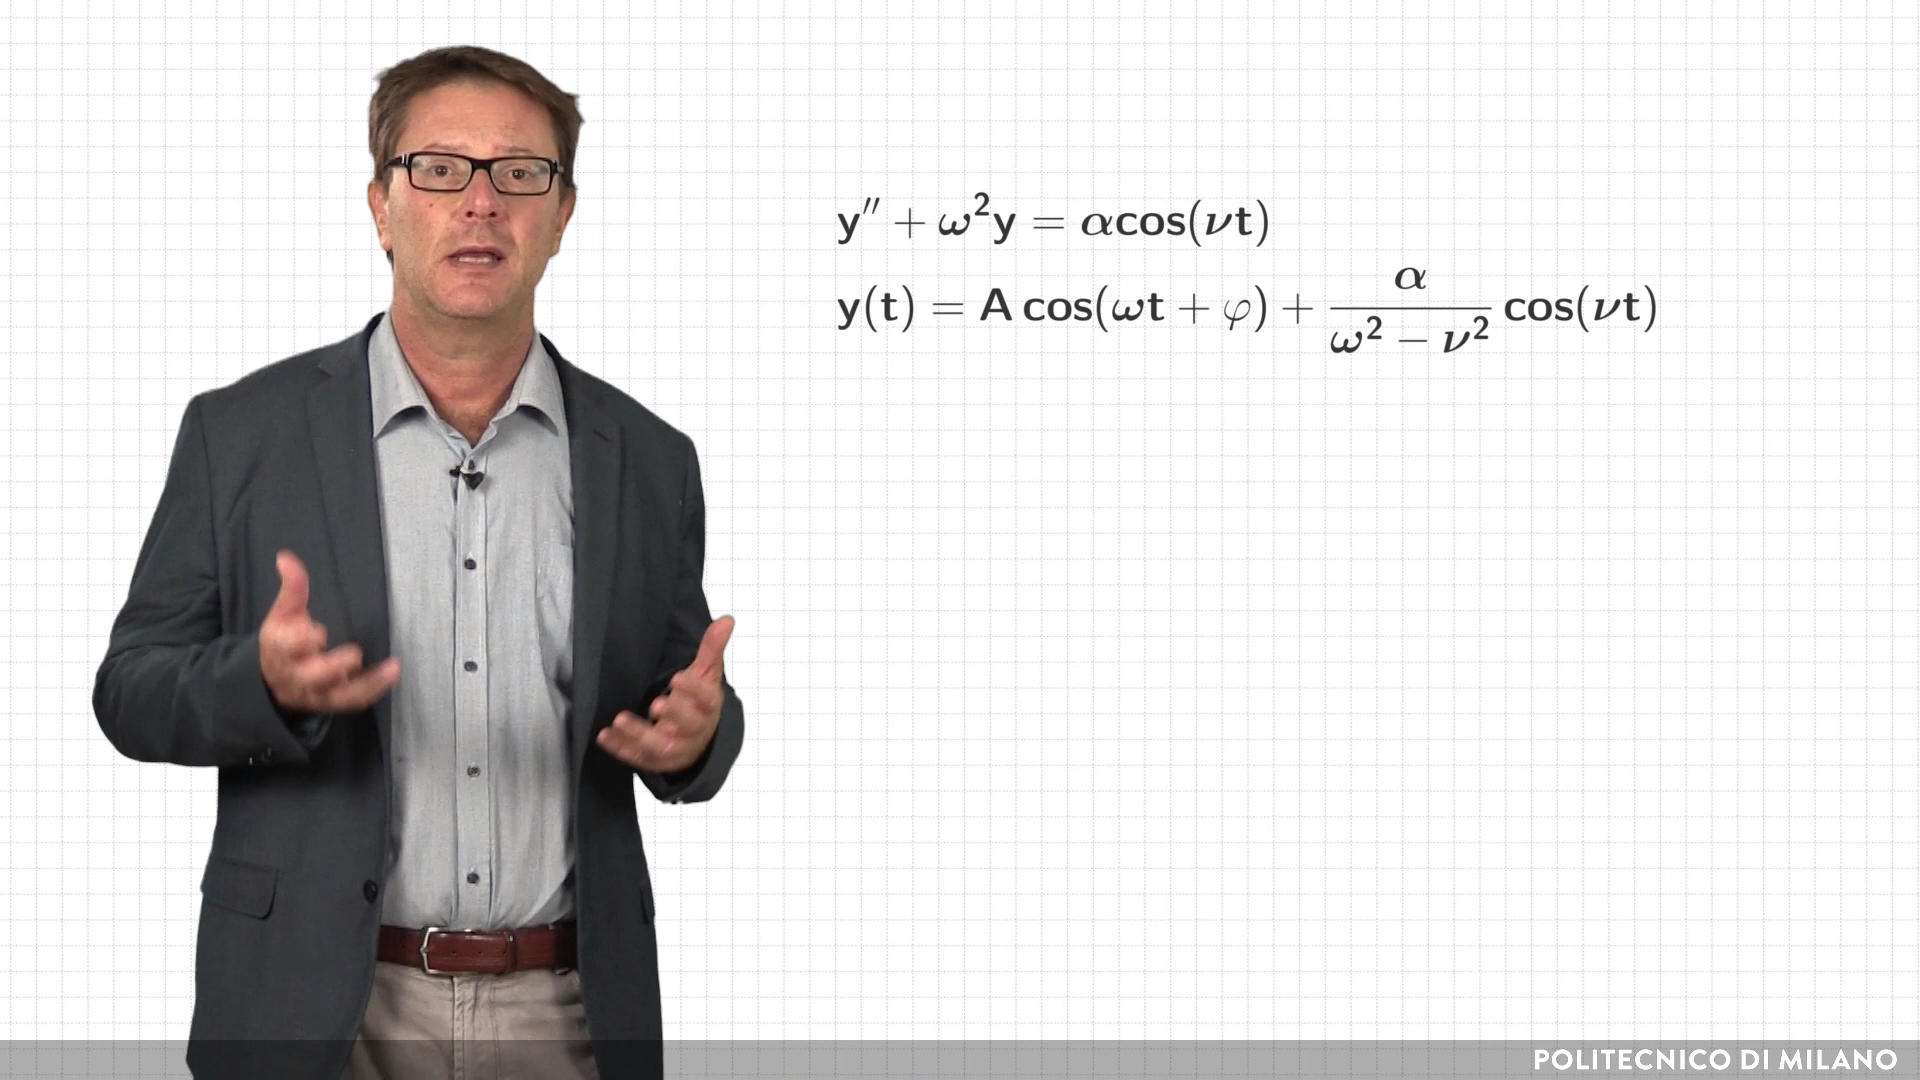 y″ + ω²y = αcos(νt)
y(t) = A cos(ωt + φ) + α/(ω² − ν²) cos(νt)
POLITECNICO DI MILANO